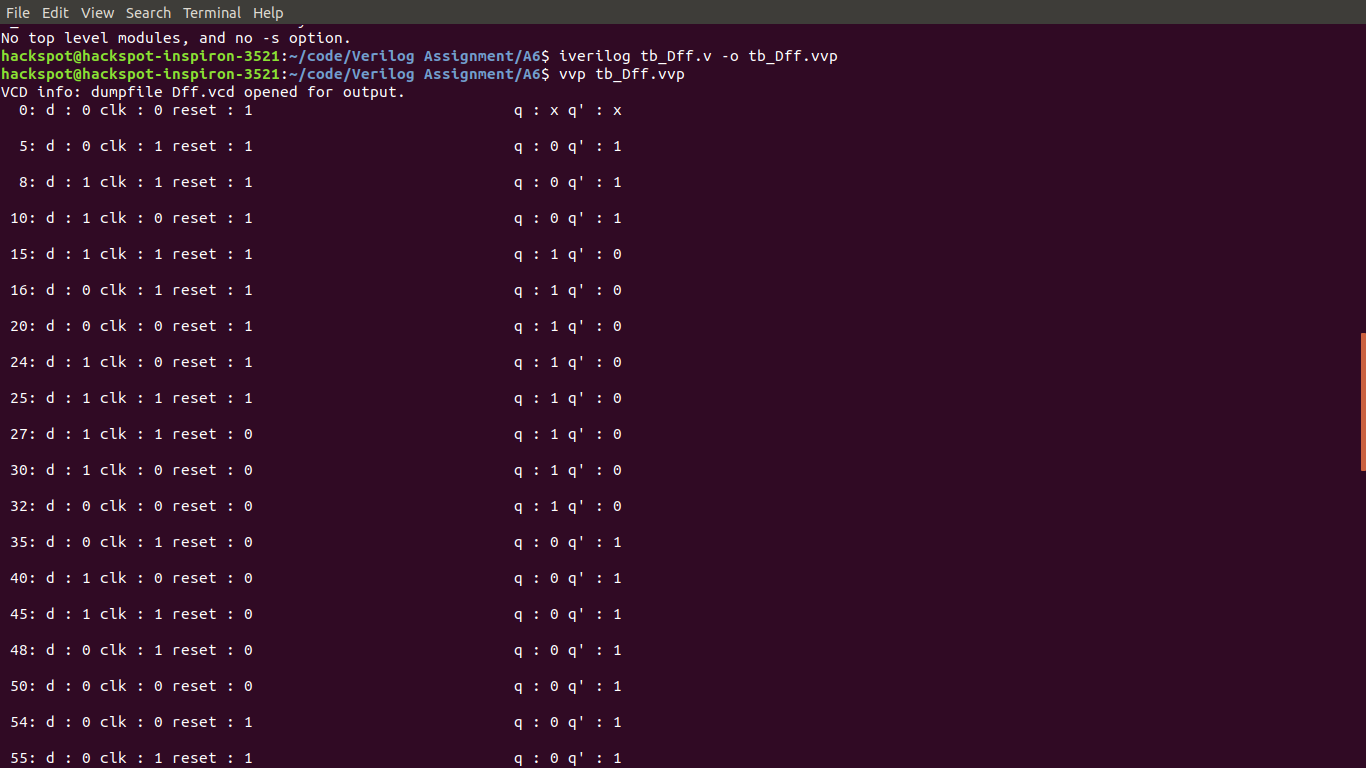 File Edit View Search Terminal Help
No top level modules, and no -s option.
hackspot@hackspot-inspiron-3521:~/code/Verilog Assignment/A6$ iverilog tb_Dff.v -o tb_Dff.vvp
hackspot@hackspot-inspiron-3521:~/code/Verilog Assignment/A6$ vvp tb_Dff.vvp
VCD info: dumpfile Dff.vcd opened for output.
  0: d : 0 clk : 0 reset : 1                             q : x q' : x
  5: d : 0 clk : 1 reset : 1                             q : 0 q' : 1
  8: d : 1 clk : 1 reset : 1                             q : 0 q' : 1
 10: d : 1 clk : 0 reset : 1                             q : 0 q' : 1
 15: d : 1 clk : 1 reset : 1                             q : 1 q' : 0
 16: d : 0 clk : 1 reset : 1                             q : 1 q' : 0
 20: d : 0 clk : 0 reset : 1                             q : 1 q' : 0
 24: d : 1 clk : 0 reset : 1                             q : 1 q' : 0
 25: d : 1 clk : 1 reset : 1                             q : 1 q' : 0
 27: d : 1 clk : 1 reset : 0                             q : 1 q' : 0
 30: d : 1 clk : 0 reset : 0                             q : 1 q' : 0
 32: d : 0 clk : 0 reset : 0                             q : 1 q' : 0
 35: d : 0 clk : 1 reset : 0                             q : 0 q' : 1
 40: d : 1 clk : 0 reset : 0                             q : 0 q' : 1
 45: d : 1 clk : 1 reset : 0                             q : 0 q' : 1
 48: d : 0 clk : 1 reset : 0                             q : 0 q' : 1
 50: d : 0 clk : 0 reset : 0                             q : 0 q' : 1
 54: d : 0 clk : 0 reset : 1                             q : 0 q' : 1
 55: d : 0 clk : 1 reset : 1                             q : 0 q' : 1